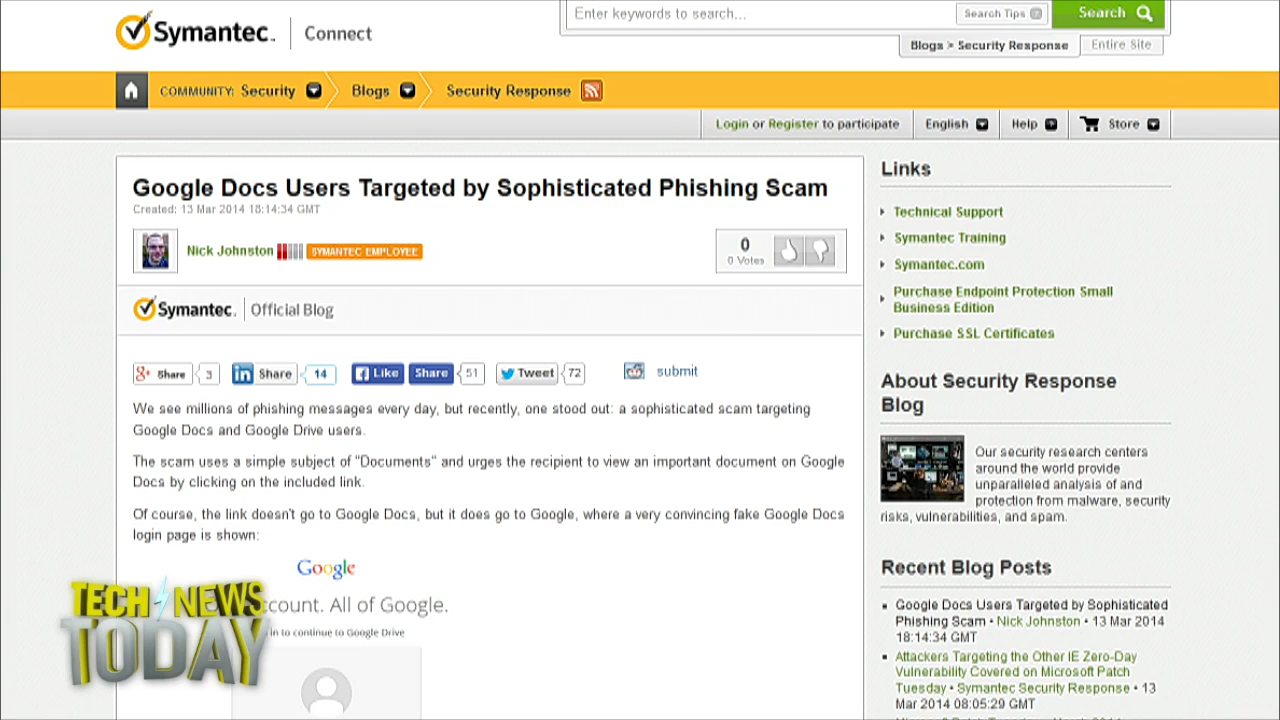 Symantec.
Connect
Enter keywords to search...
Search Tips
Search
Blogs > Security Response
Entire Site
COMMUNITY: Security
Blogs
Security Response
Login or Register to participate
English
Help
Store
Google Docs Users Targeted by Sophisticated Phishing Scam
Created: 13 Mar 2014 18:14:34 GMT
Nick Johnston
SYMANTEC EMPLOYEE
0
0 Votes
Symantec.
Official Blog
Share 3
in Share 14
Like Share 51
Tweet 72
submit
We see millions of phishing messages every day, but recently, one stood out: a sophisticated scam targeting
Google Docs and Google Drive users.
The scam uses a simple subject of "Documents" and urges the recipient to view an important document on Google
Docs by clicking on the included link.
Of course, the link doesn't go to Google Docs, but it does go to Google, where a very convincing fake Google Docs
login page is shown:
Google
ccount. All of Google.
in to continue to Google Drive
TECH NEWS
TODAY
Links
Technical Support
Symantec Training
Symantec.com
Purchase Endpoint Protection Small
Business Edition
Purchase SSL Certificates
About Security Response
Blog
Our security research centers
around the world provide
unparalleled analysis of and
protection from malware, security
risks, vulnerabilities, and spam.
Recent Blog Posts
Google Docs Users Targeted by Sophisticated
Phishing Scam • Nick Johnston • 13 Mar 2014
18:14:34 GMT
Attackers Targeting the Other IE Zero-Day
Vulnerability Covered on Microsoft Patch
Tuesday • Symantec Security Response • 13
Mar 2014 08:05:29 GMT